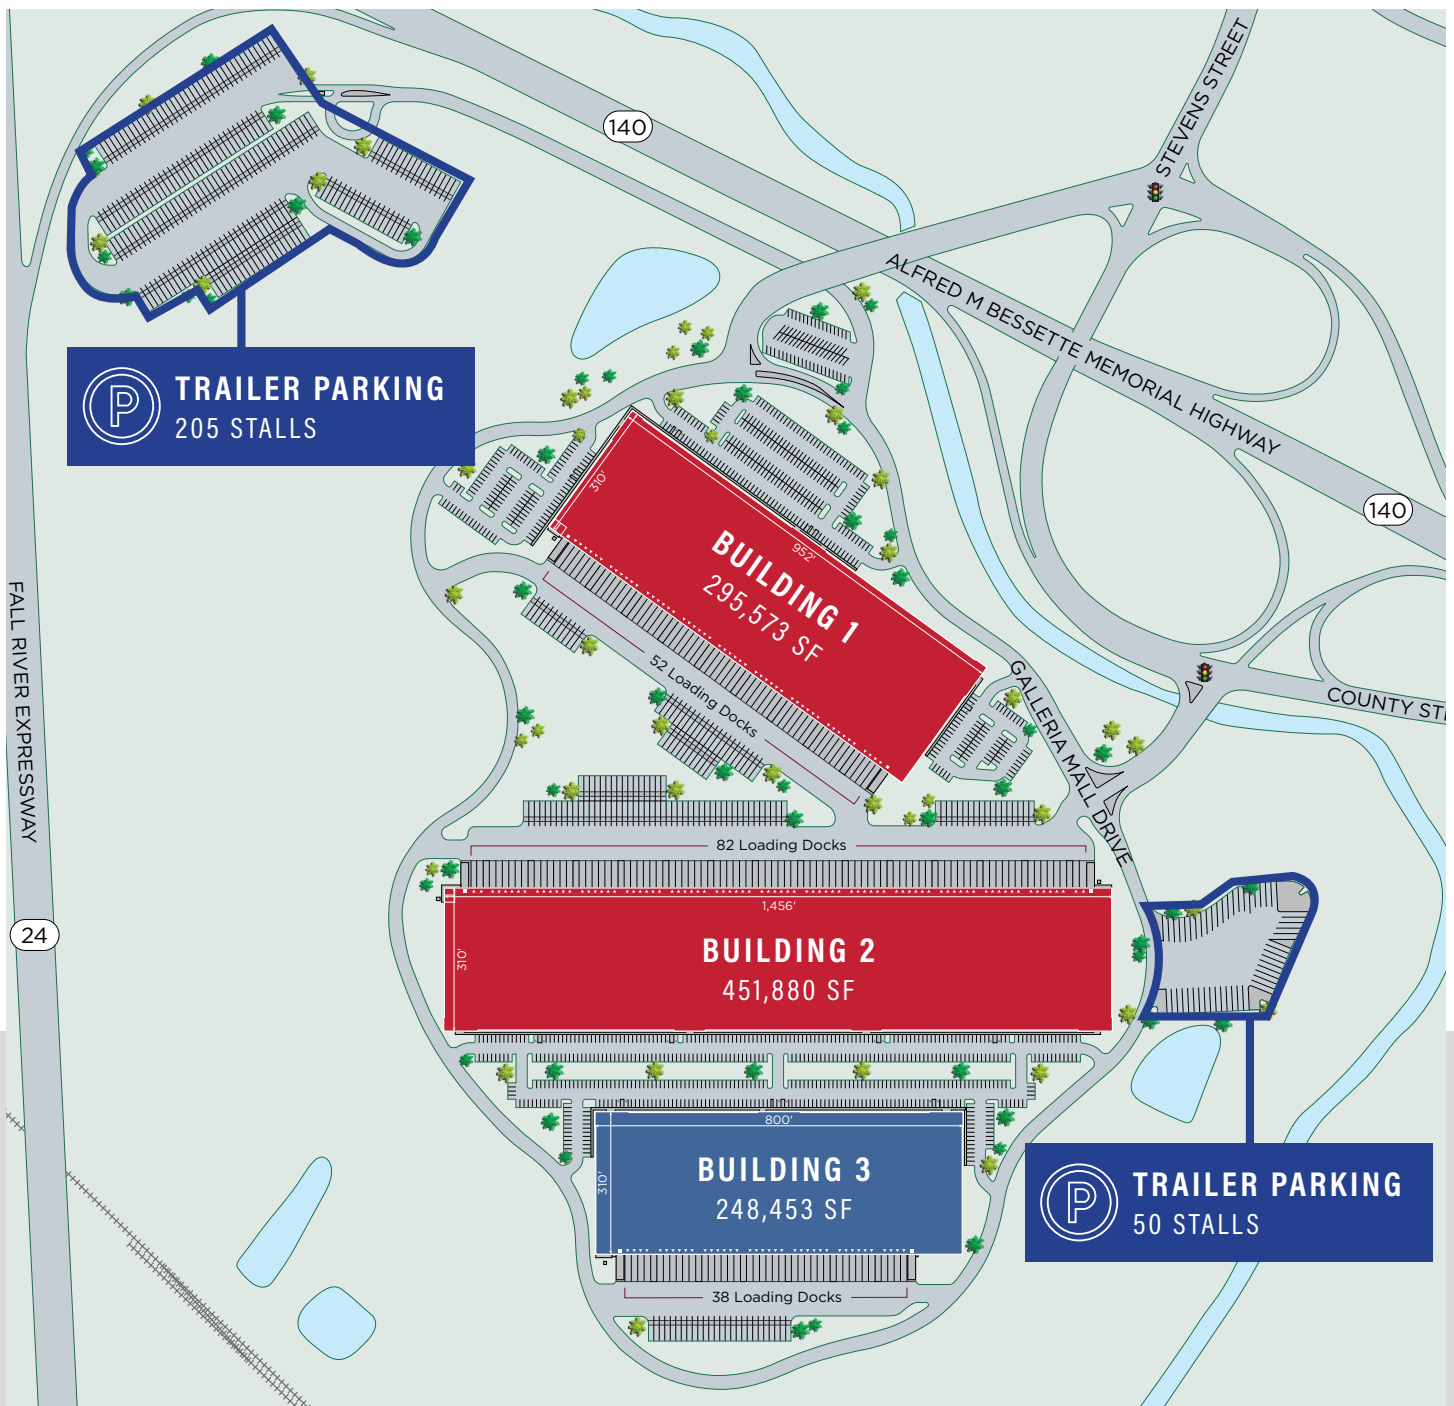 STEVENS STREET
140
ALFRED M BESSETTE MEMORIAL HIGHWAY
P
TRAILER PARKING
205 STALLS
310'
952'
BUILDING 1
295,573 SF
140
FALL RIVER EXPRESSWAY
52 Loading Docks
GALLERIA MALL DRIVE
COUNTY ST
82 Loading Docks
1,456'
24
310'
BUILDING 2
451,880 SF
800'
310'
BUILDING 3
248,453 SF
P
TRAILER PARKING
50 STALLS
38 Loading Docks